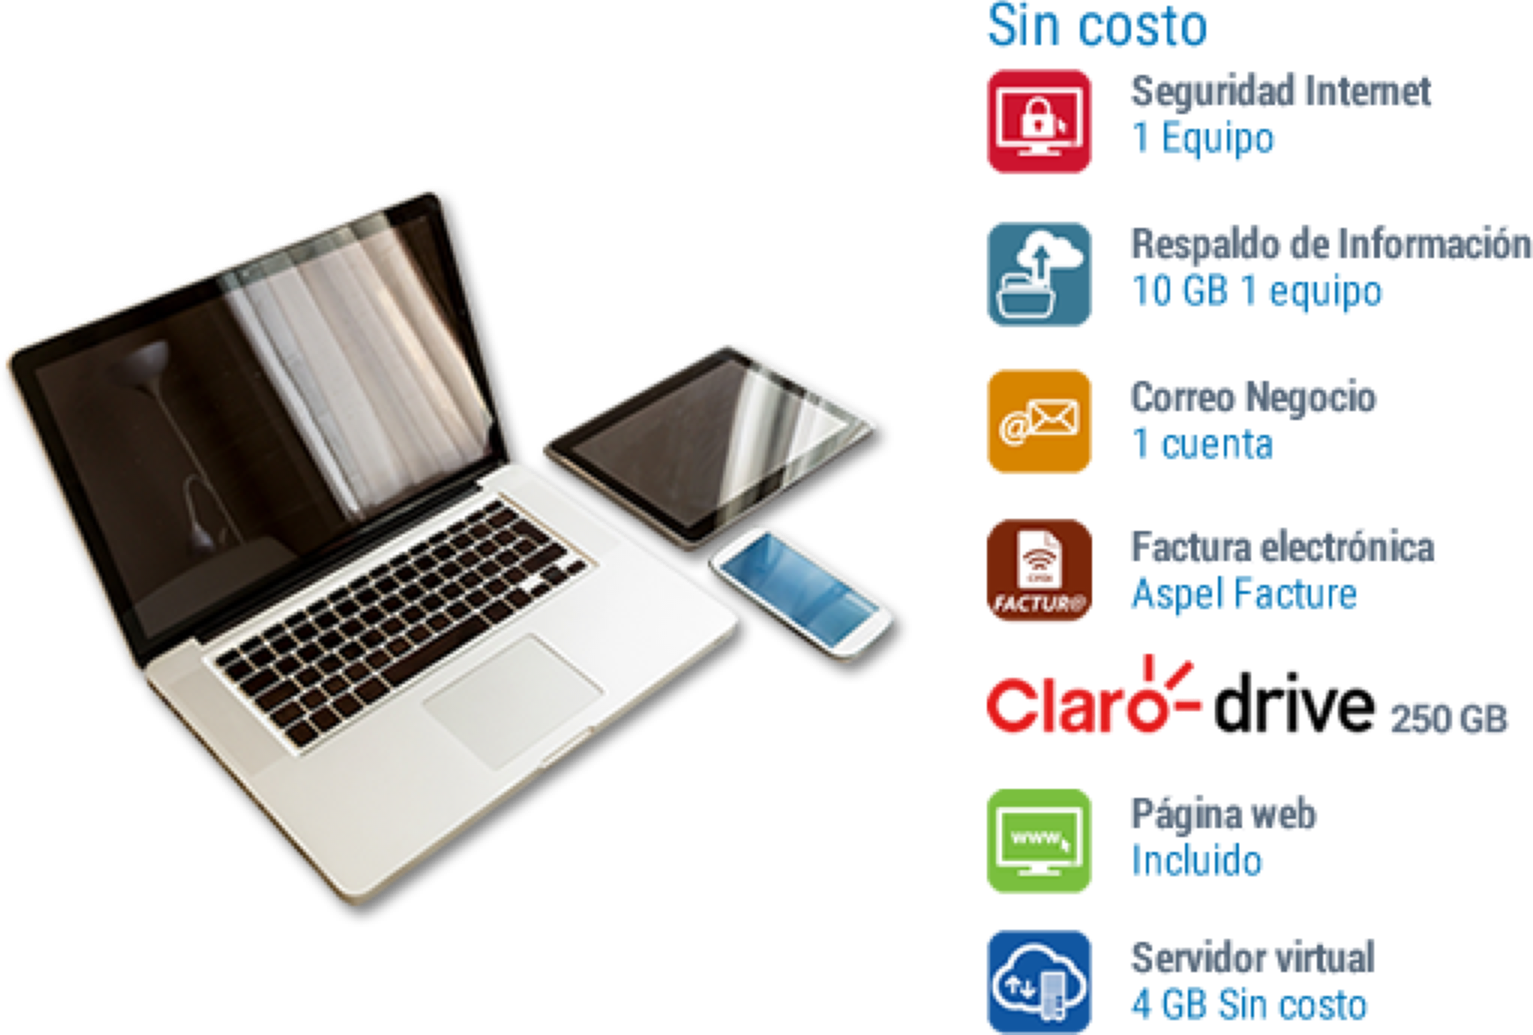 Sin costo
Seguridad Internet
1 Equipo
Respaldo de Información
10 GB 1 equipo
@
Correo Negocio
1 cuenta
FACTUR@
Factura electrónica
Aspel Facture
Claro-drive 250 GB
www
Página web
Incluido
Servidor virtual
4 GB Sin costo